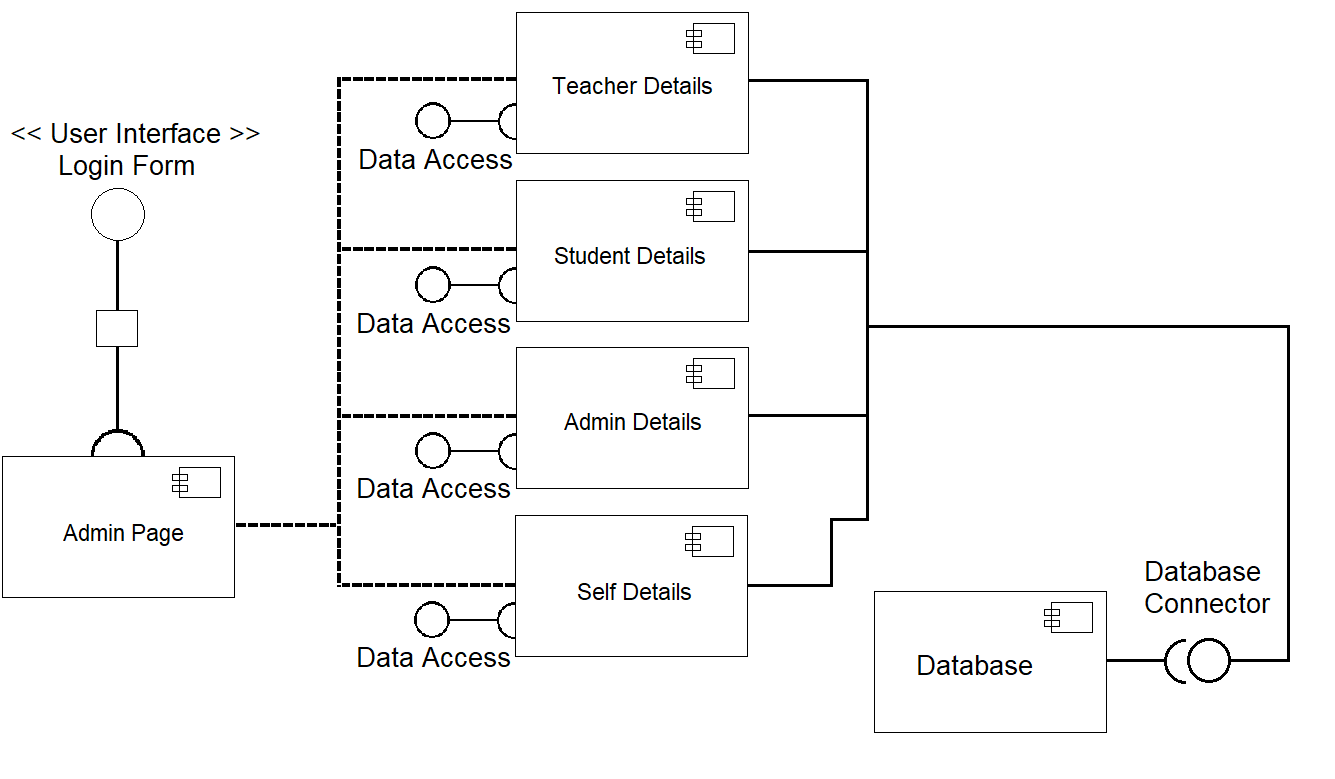 << User Interface >>
Login Form
Admin Page
Teacher Details
Data Access
Student Details
Data Access
Admin Details
Data Access
Self Details
Data Access
Database
Database
Connector